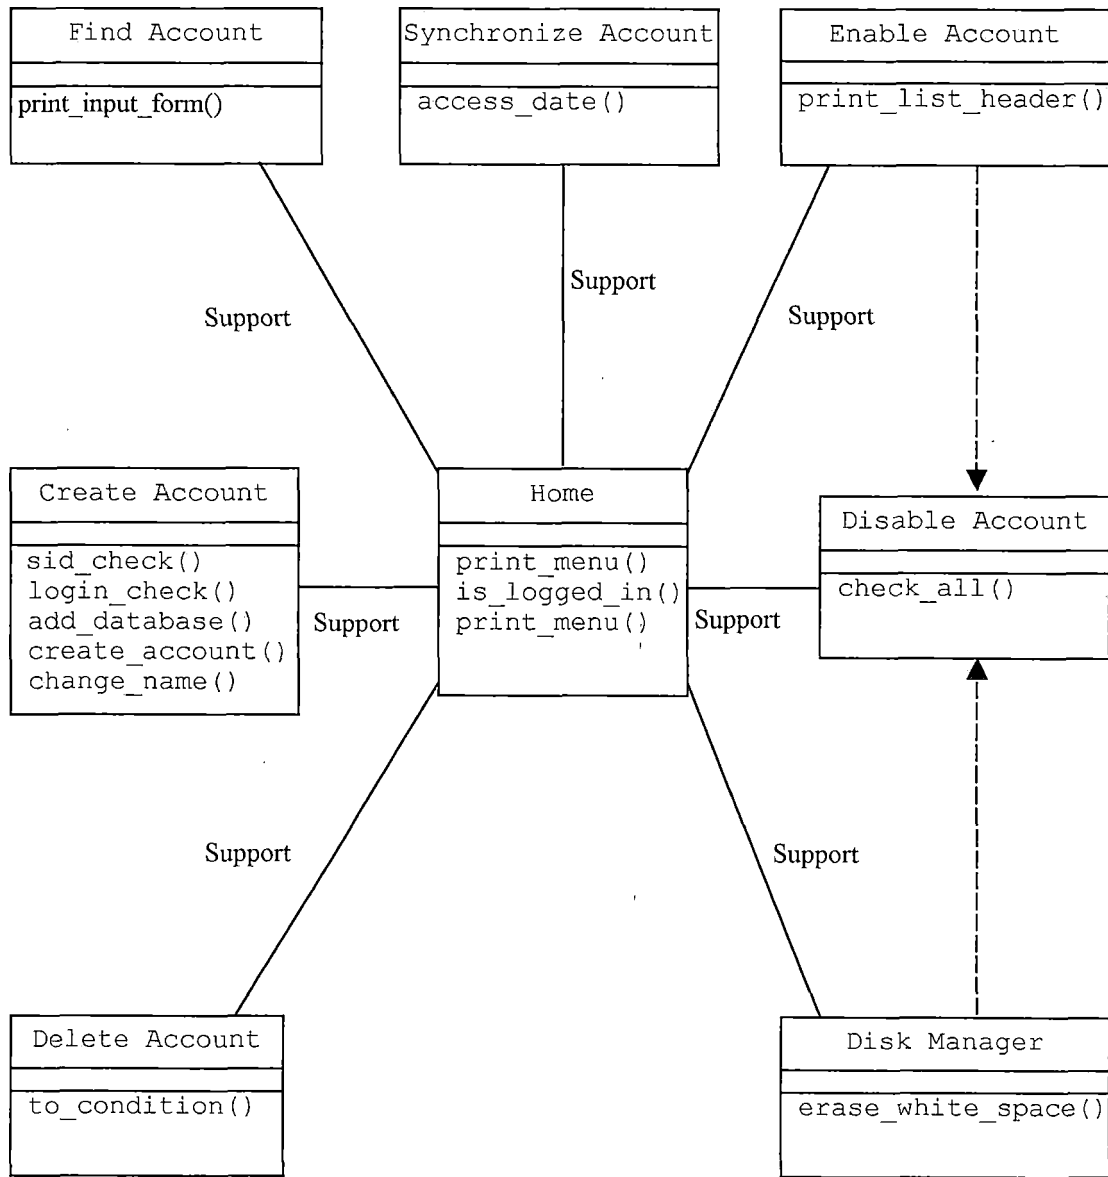 Find Account
print_input_form()
Synchronize Account
access_date()
Enable Account
print_list_header()
Support
Support
Support
Create Account
sid_check()
login_check()
add_database()
create_account()
change_name()
Support
Home
print_menu()
is_logged_in()
print_menu()
Support
Disable Account
check_all()
Support
Support
Delete Account
to_condition()
Disk Manager
erase_white_space()